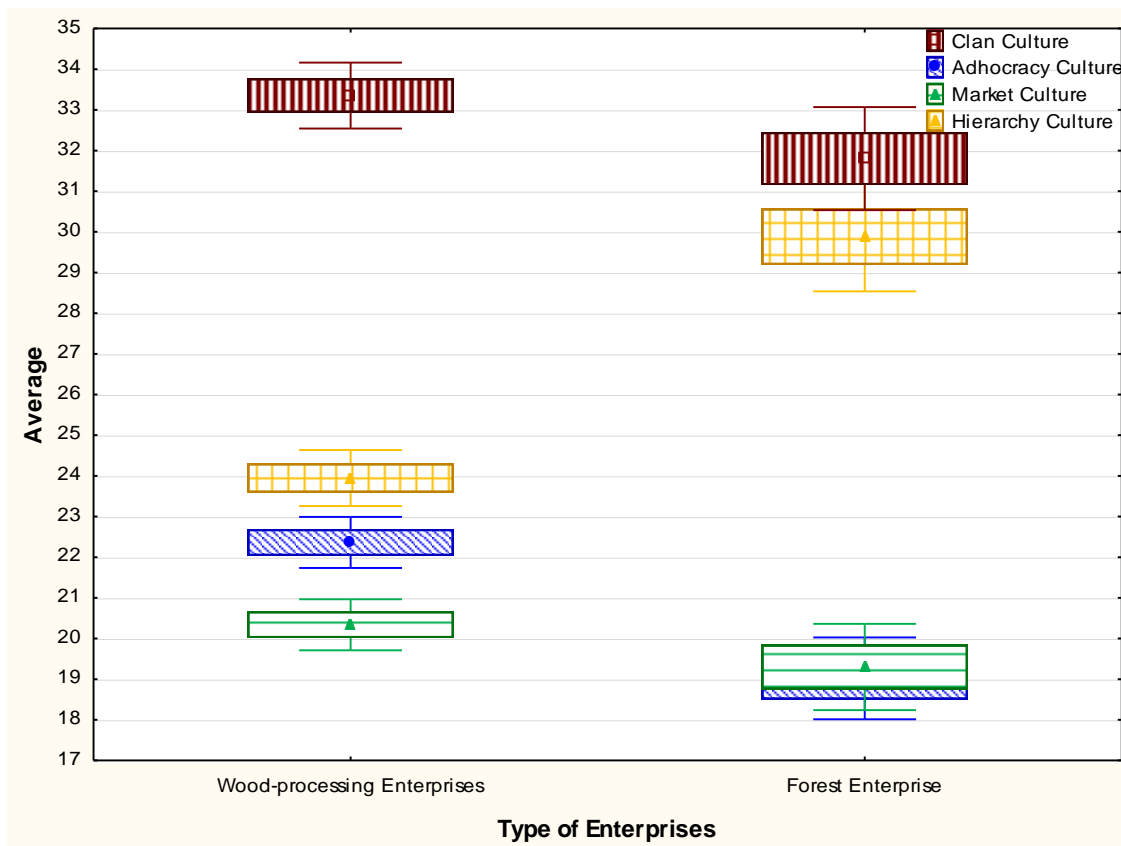 35
34
33
32
31
30
29
28
27
26
25
24
23
22
21
20
19
18
17
Average
Clan Culture
Adhocracy Culture
Market Culture
Hierarchy Culture
Wood-processing Enterprises
Forest Enterprise
Type of Enterprises